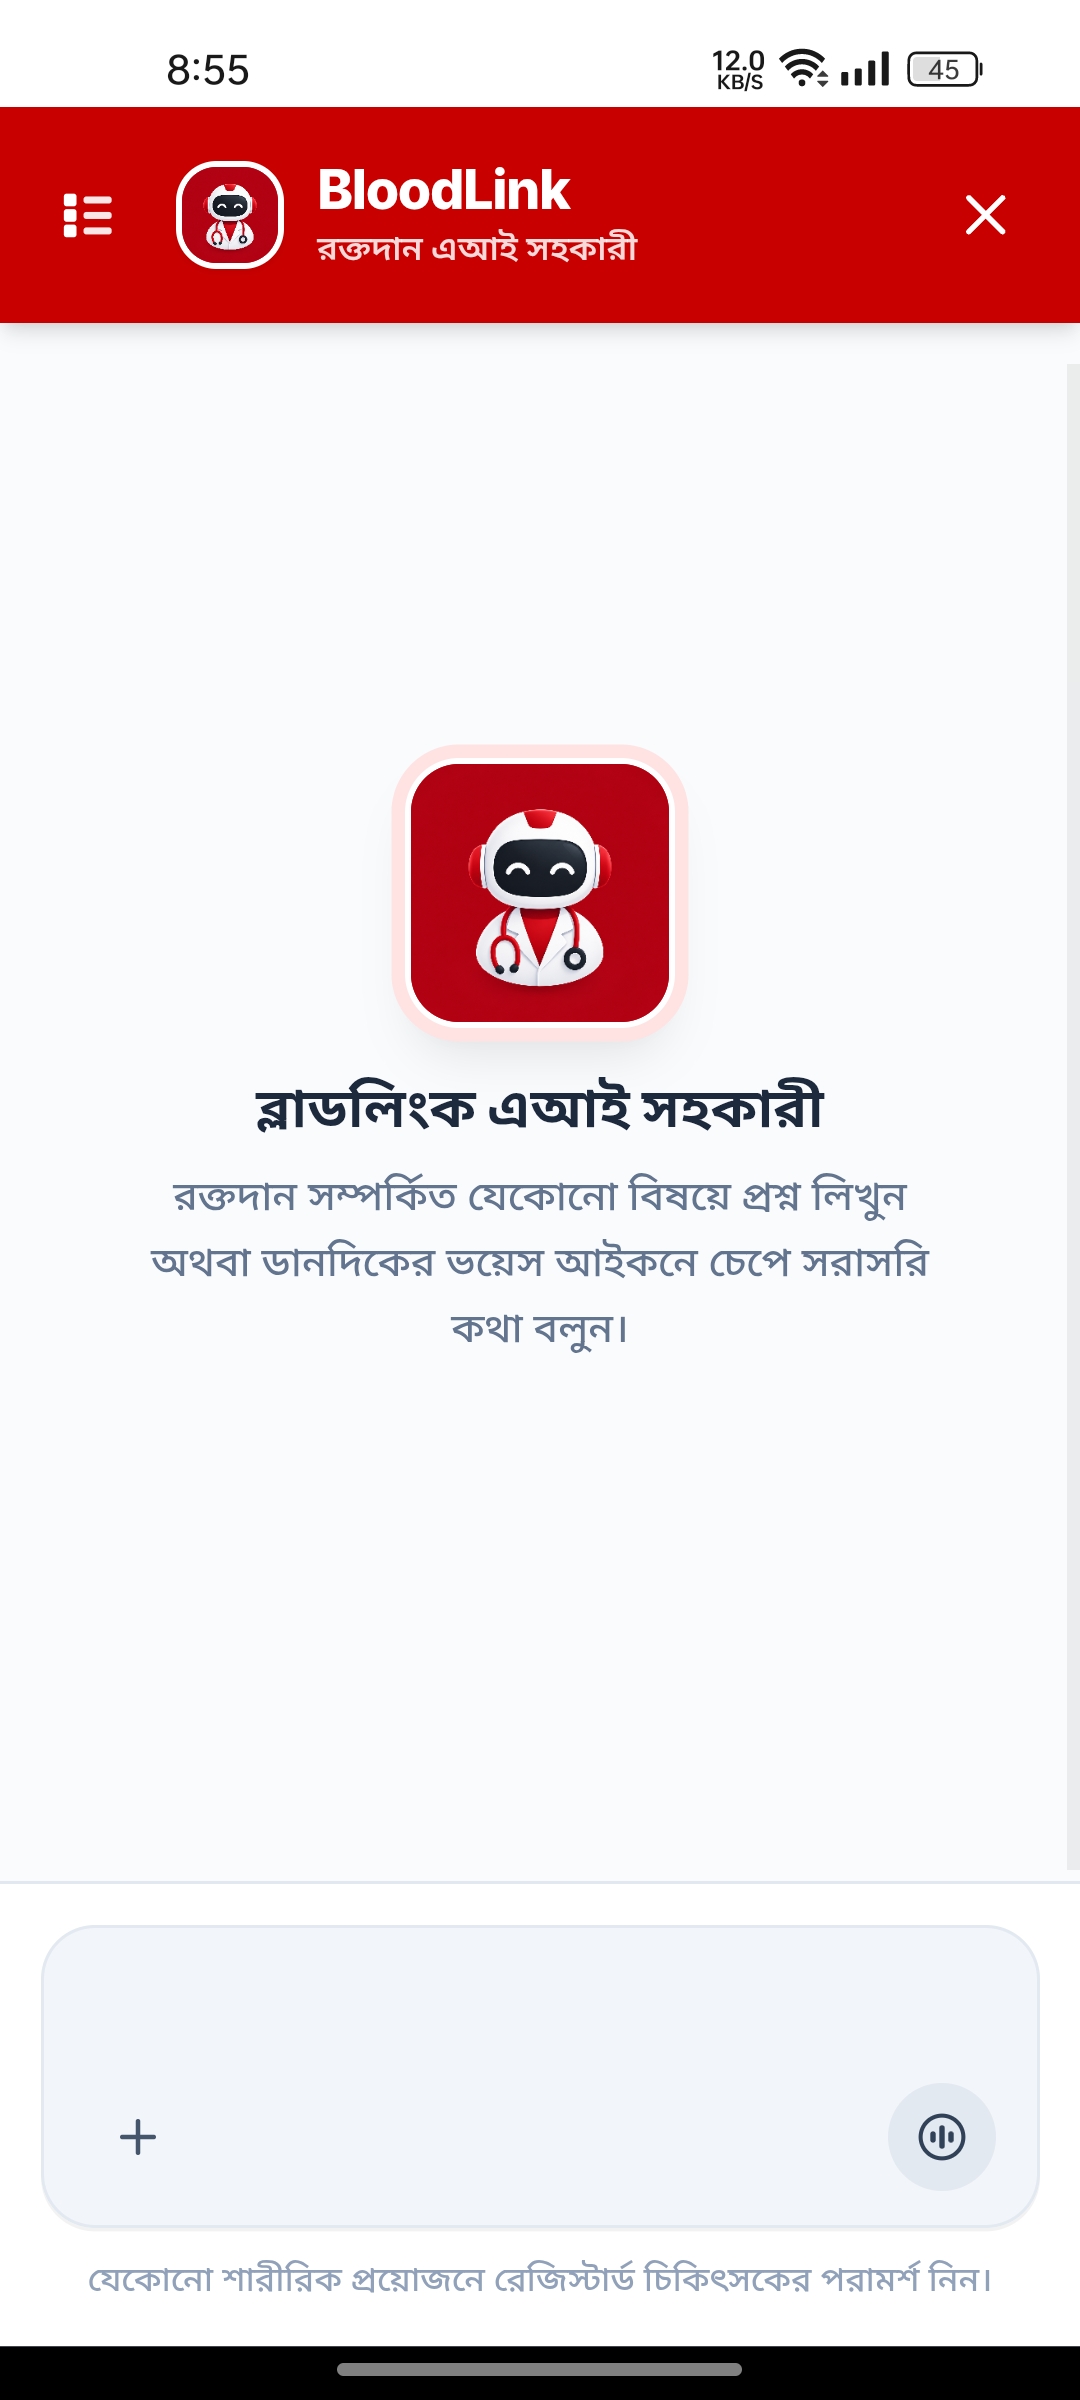 8:55
12.0
KB/S
45
BloodLink
রক্তদান এআই সহকারী
ব্লাডলিংক এআই সহকারী
রক্তদান সম্পর্কিত যেকোনো বিষয়ে প্রশ্ন লিখুন
অথবা ডানদিকের ভয়েস আইকনে চেপে সরাসরি
কথা বলুন।
যেকোনো শারীরিক প্রয়োজনে রেজিস্টার্ড চিকিৎসকের পরামর্শ নিন।